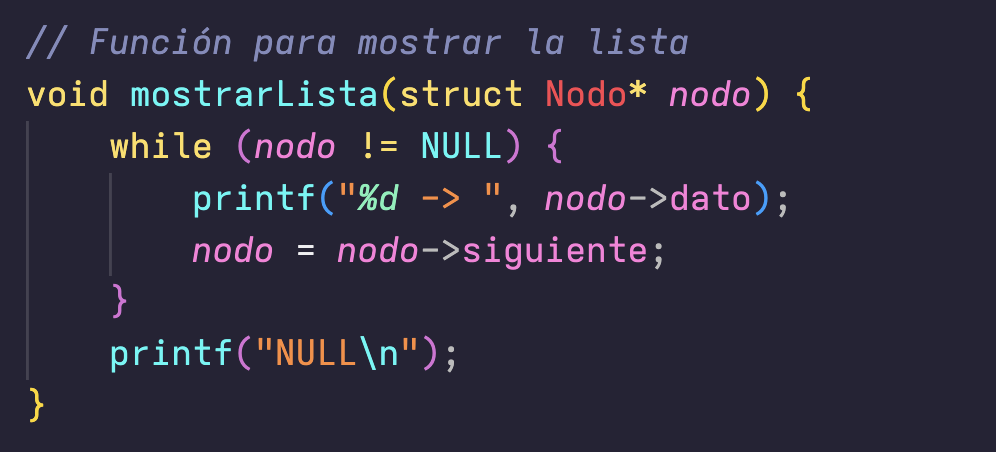 // Función para mostrar la lista
void mostrarLista(struct Nodo* nodo) {
    while (nodo != NULL) {
        printf("%d -> ", nodo->dato);
        nodo = nodo->siguiente;
    }
    printf("NULL\n");
}